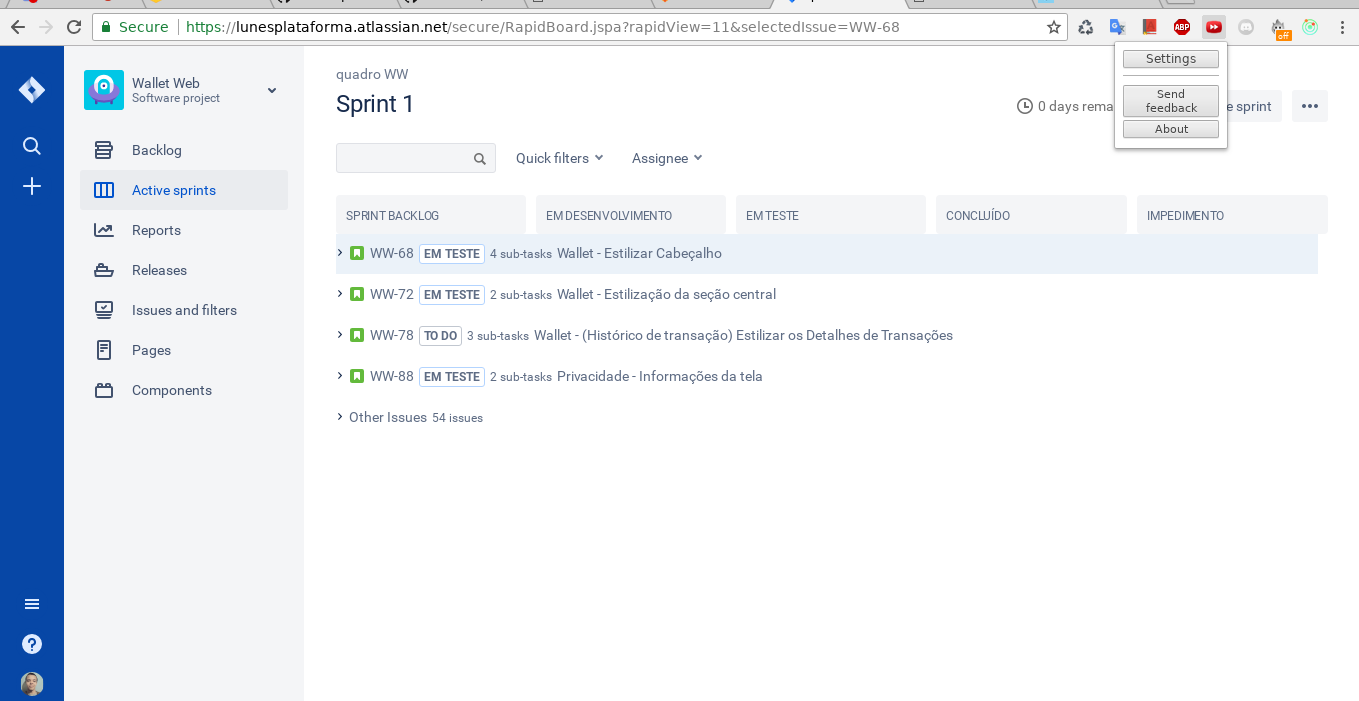 Secure https://lunesplataforma.atlassian.net/secure/RapidBoard.jspa?rapidView=11&selectedIssue=WW-68
ABP
off
Settings
Send
feedback
About
Wallet Web
Software project
Backlog
Active sprints
Reports
Releases
Issues and filters
Pages
Components
quadro WW
Sprint 1
0 days rema
e sprint
Quick filters
Assignee
SPRINT BACKLOG EM DESENVOLVIMENTO EM TESTE CONCLUÍDO IMPEDIMENTO
WW-68 EM TESTE 4 sub-tasks Wallet - Estilizar Cabeçalho
WW-72 EM TESTE 2 sub-tasks Wallet - Estilização da seção central
WW-78 TO DO 3 sub-tasks Wallet - (Histórico de transação) Estilizar os Detalhes de Transações
WW-88 EM TESTE 2 sub-tasks Privacidade - Informações da tela
Other Issues 54 issues